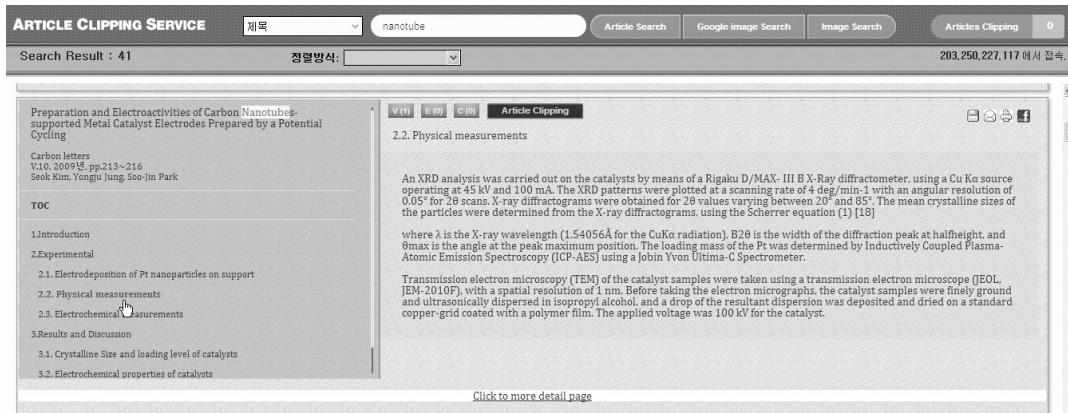 ARTICLE CLIPPING SERVICE
제목
nanotube
Article Search
Google image Search
Image Search
Articles Clipping
0
Search Result : 41
정렬방식:
203,250,227,117 에서 접속.
Preparation and Electroactivities of Carbon Nanotubes-
supported Metal Catalyst Electrodes Prepared by a Potential
Cycling
Carbon letters
V.10, 2009년, pp.213~216
Seok Kim, Yongju Jung, Soo-Jin Park
TOC
1.Introduction
2.Experimental
2.1. Electrodeposition of Pt nanoparticles on support
2.2. Physical measurements
2.3. Electrochemical measurements
3.Results and Discussion
3.1. Crystalline Size and loading level of catalysts
3.2. Electrochemical properties of catalysts
V (1)
E (0)
C (0)
Article Clipping
2.2. Physical measurements
An XRD analysis was carried out on the catalysts by means of a Rigaku D/MAX- III B X-Ray diffractometer, using a Cu Kα source
operating at 45 kV and 100 mA. The XRD patterns were plotted at a scanning rate of 4 deg/min-1 with an angular resolution of
0.05° for 2θ scans. X-ray diffractograms were obtained for 2θ values varying between 20° and 85°. The mean crystalline sizes of
the particles were determined from the X-ray diffractograms, using the Scherrer equation (1) [18]
where λ is the X-ray wavelength (1.54056Å for the CuKα radiation). B2θ is the width of the diffraction peak at halfheight, and
θmax is the angle at the peak maximum position. The loading mass of the Pt was determined by Inductively Coupled Plasma-
Atomic Emission Spectroscopy (ICP-AES) using a Jobin Yvon Ultima-C Spectrometer.
Transmission electron microscopy (TEM) of the catalyst samples were taken using a transmission electron microscope (JEOL,
JEM-2010F), with a spatial resolution of 1 nm. Before taking the electron micrographs, the catalyst samples were finely ground
and ultrasonically dispersed in isopropyl alcohol, and a drop of the resultant dispersion was deposited and dried on a standard
copper-grid coated with a polymer film. The applied voltage was 100 kV for the catalyst.
Click to more detail page